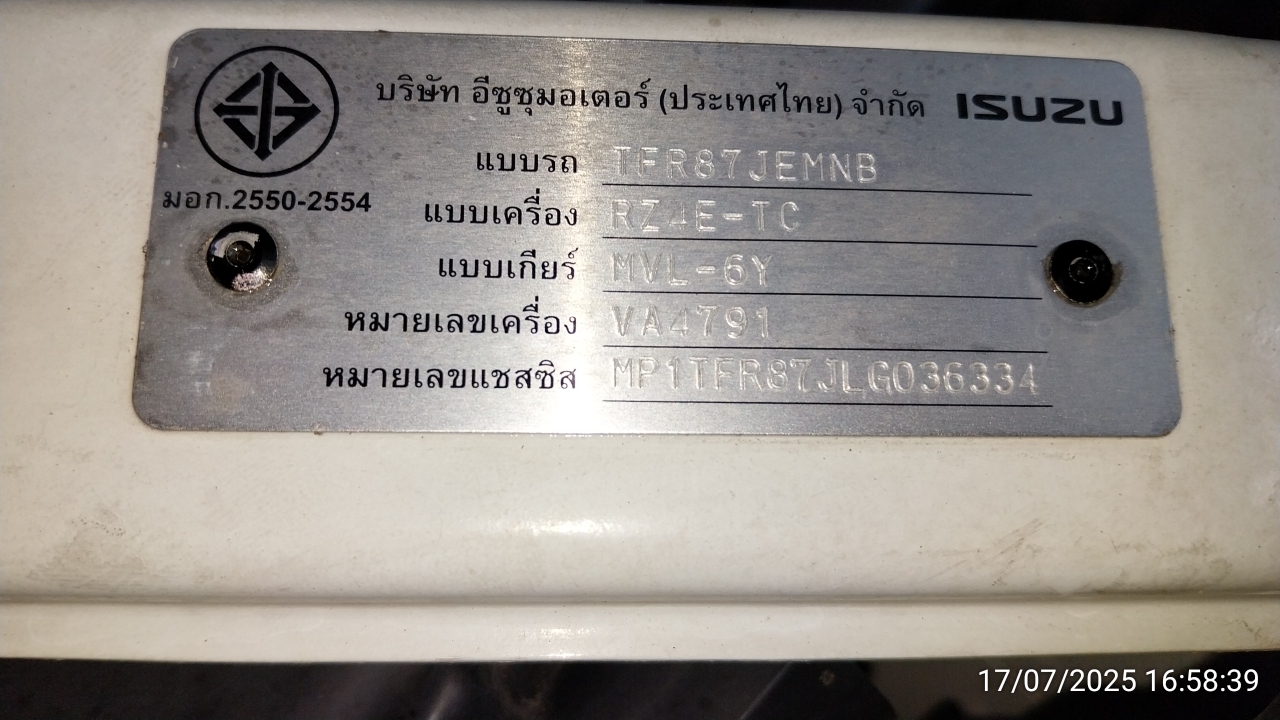 บริษัท อีซูซุมอเตอร์ (ประเทศไทย) จำกัด ISUZU
แบบรถ TFR87JEMNB
มอก.2550-2554
แบบเครื่อง RZ4E-TC
แบบเกียร์ MVL-6Y
หมายเลขเครื่อง VA4791
หมายเลขแชสซิส MP1TFR87JLG036334
17/07/2025 16:58:39